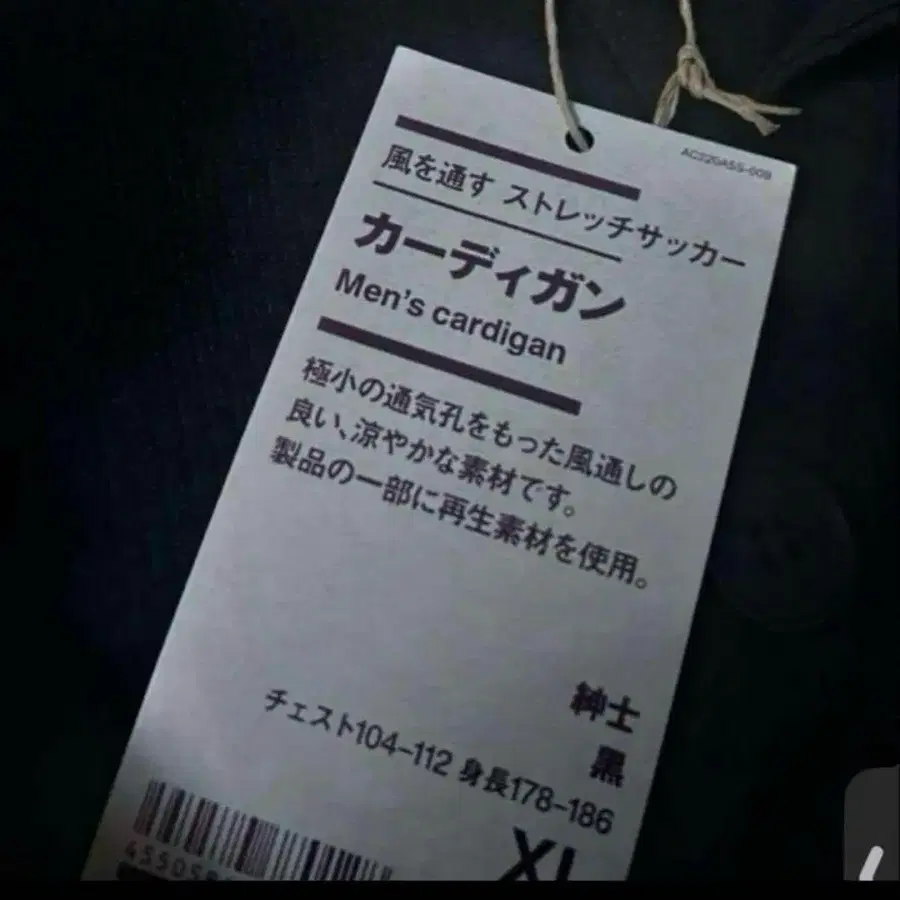 風を通す ストレッチサッカー
カーディガン
Men's cardigan
極小の通気孔をもった風通しの
良い、涼やかな素材です。
製品の一部に再生素材を使用。
紳士
黒
チェスト104-112 身長178-186
XL